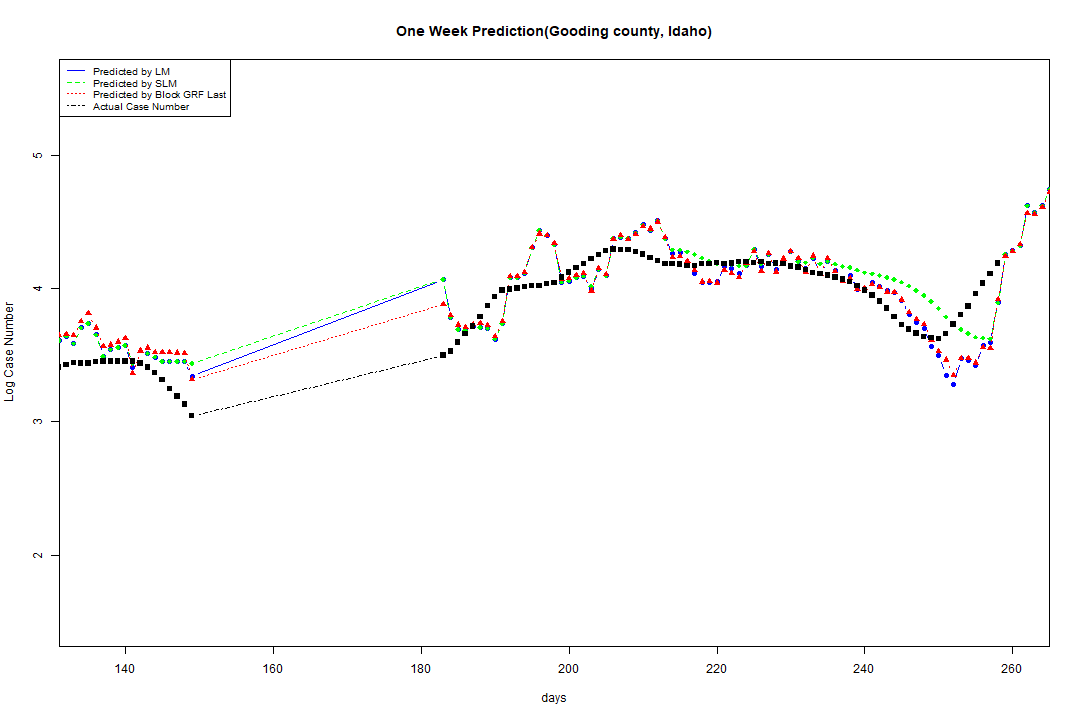 One Week Prediction(Gooding county, Idaho)
Predicted by LM
Predicted by SLM
Predicted by Block GRF Last
Actual Case Number
Log Case Number
5
4
3
2
140 160 180 200 220 240 260
days